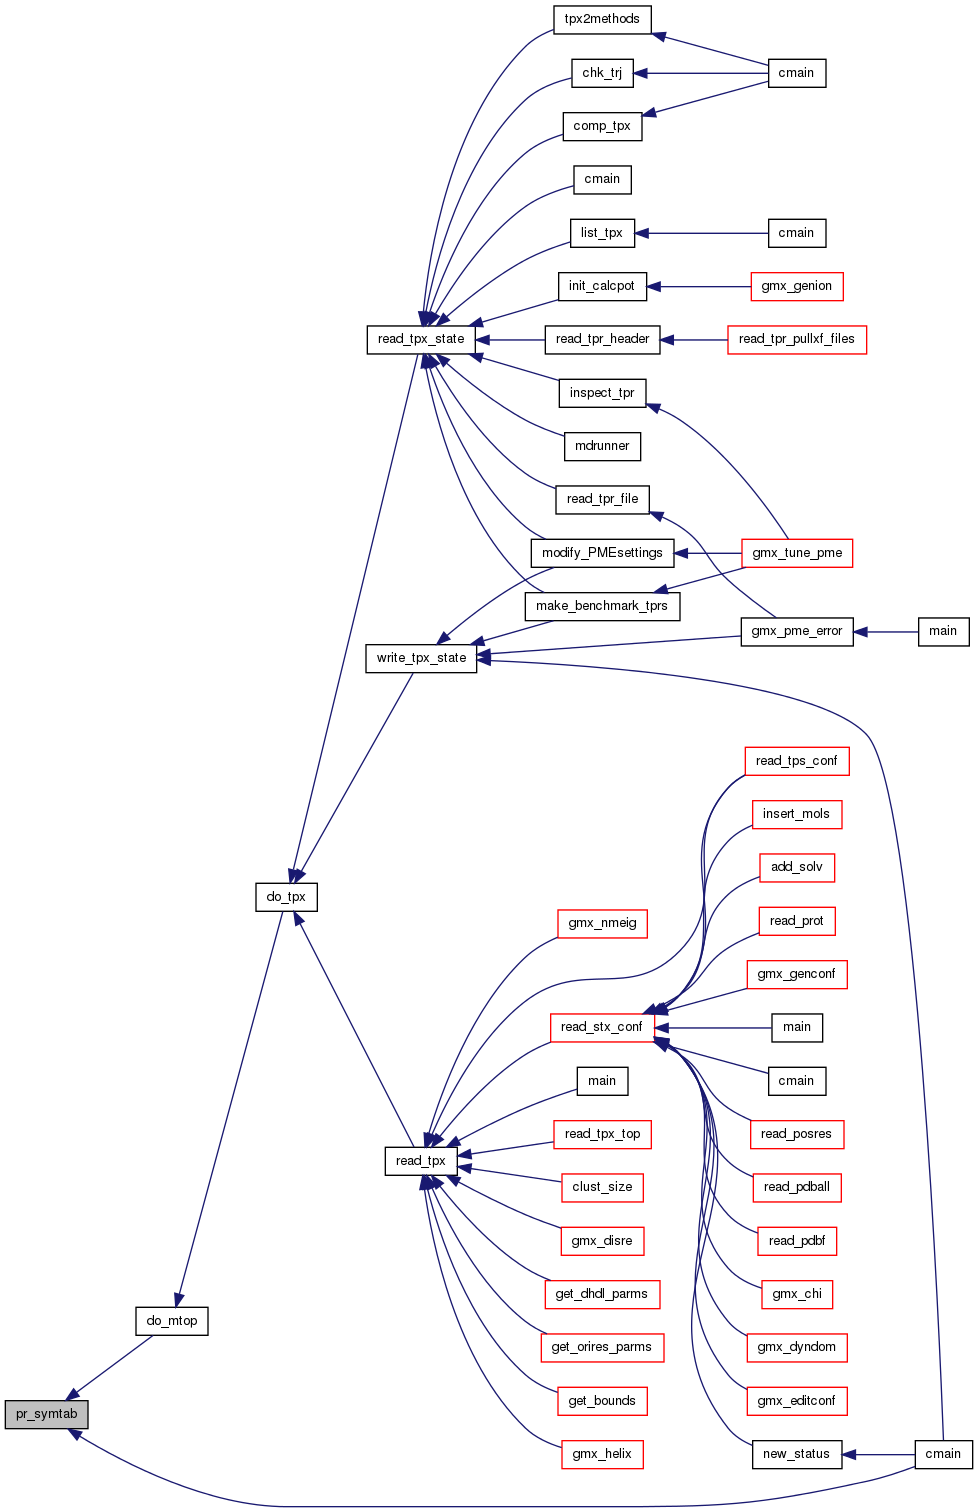 tpx2methods
chk_trj
cmain
comp_tpx
cmain
list_tpx
cmain
init_calcpot
gmx_genion
read_tpx_state
read_tpr_header
read_tpr_pullxf_files
inspect_tpr
mdrunner
read_tpr_file
modify_PMEsettings
gmx_tune_pme
make_benchmark_tprs
gmx_pme_error
main
write_tpx_state
read_tps_conf
insert_mols
add_solv
do_tpx
read_prot
gmx_nmeig
gmx_genconf
read_stx_conf
main
main
cmain
read_tpx_top
read_posres
read_tpx
clust_size
read_pdball
gmx_disre
read_pdbf
get_dhdl_parms
gmx_chi
do_mtop
get_orires_parms
gmx_dyndom
get_bounds
gmx_editconf
pr_symtab
gmx_helix
new_status
cmain